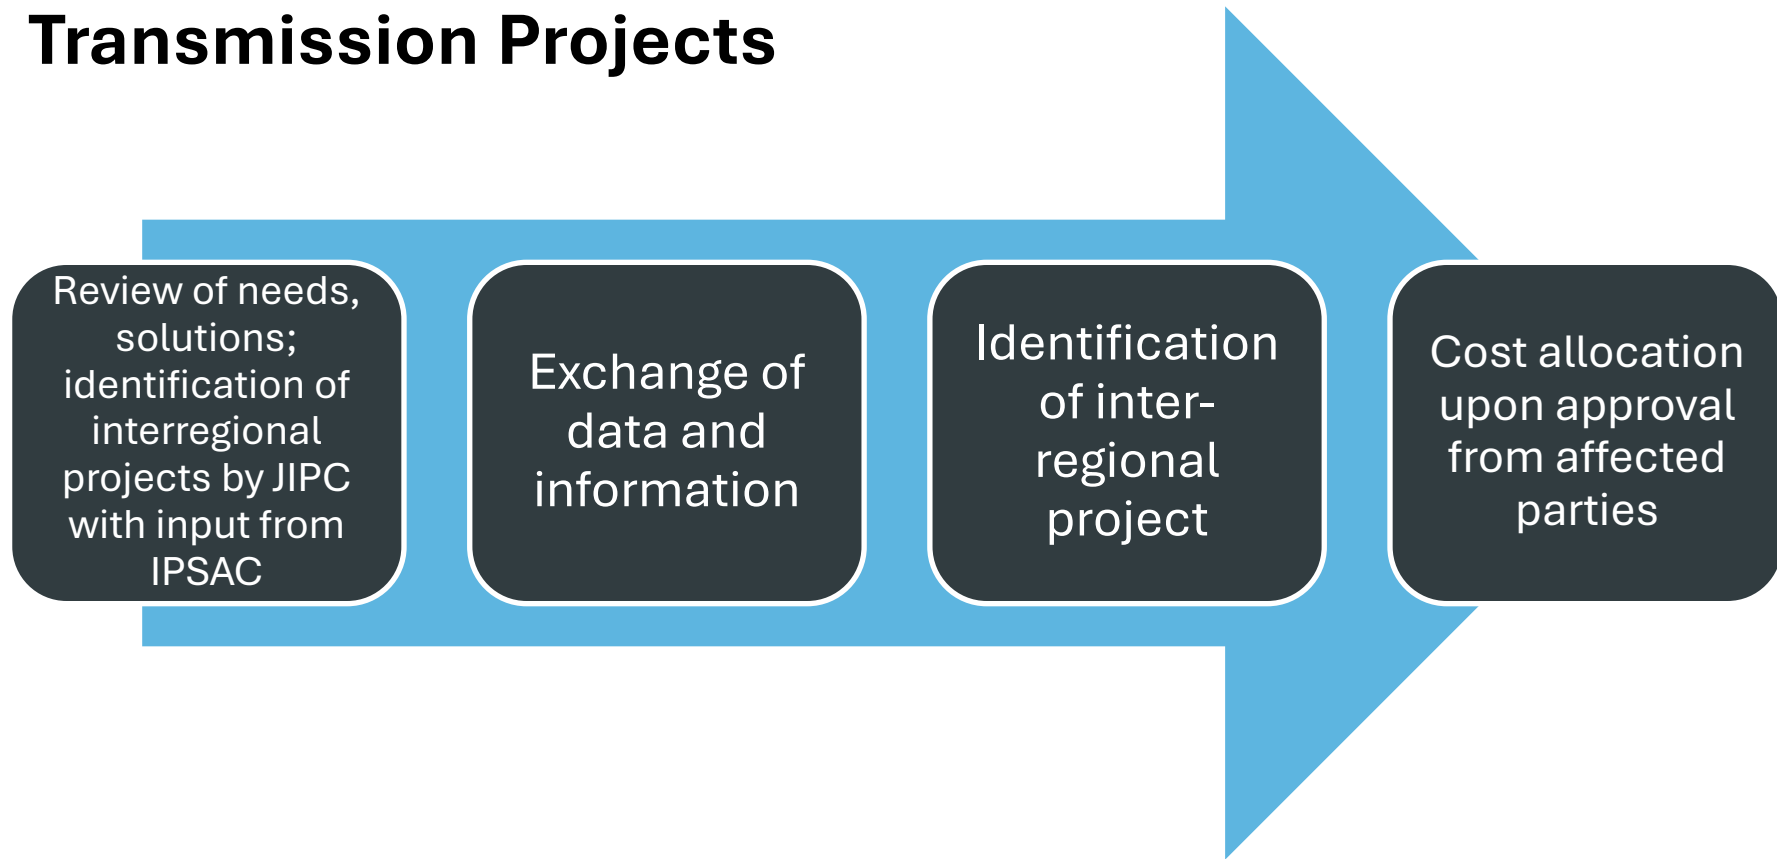 Transmission Projects
Review of needs,
solutions;
identification of
interregional
projects by JIPC
with input from
IPSAC
Exchange of
data and
information
Identification
of inter-
regional
project
Cost allocation
upon approval
from affected
parties